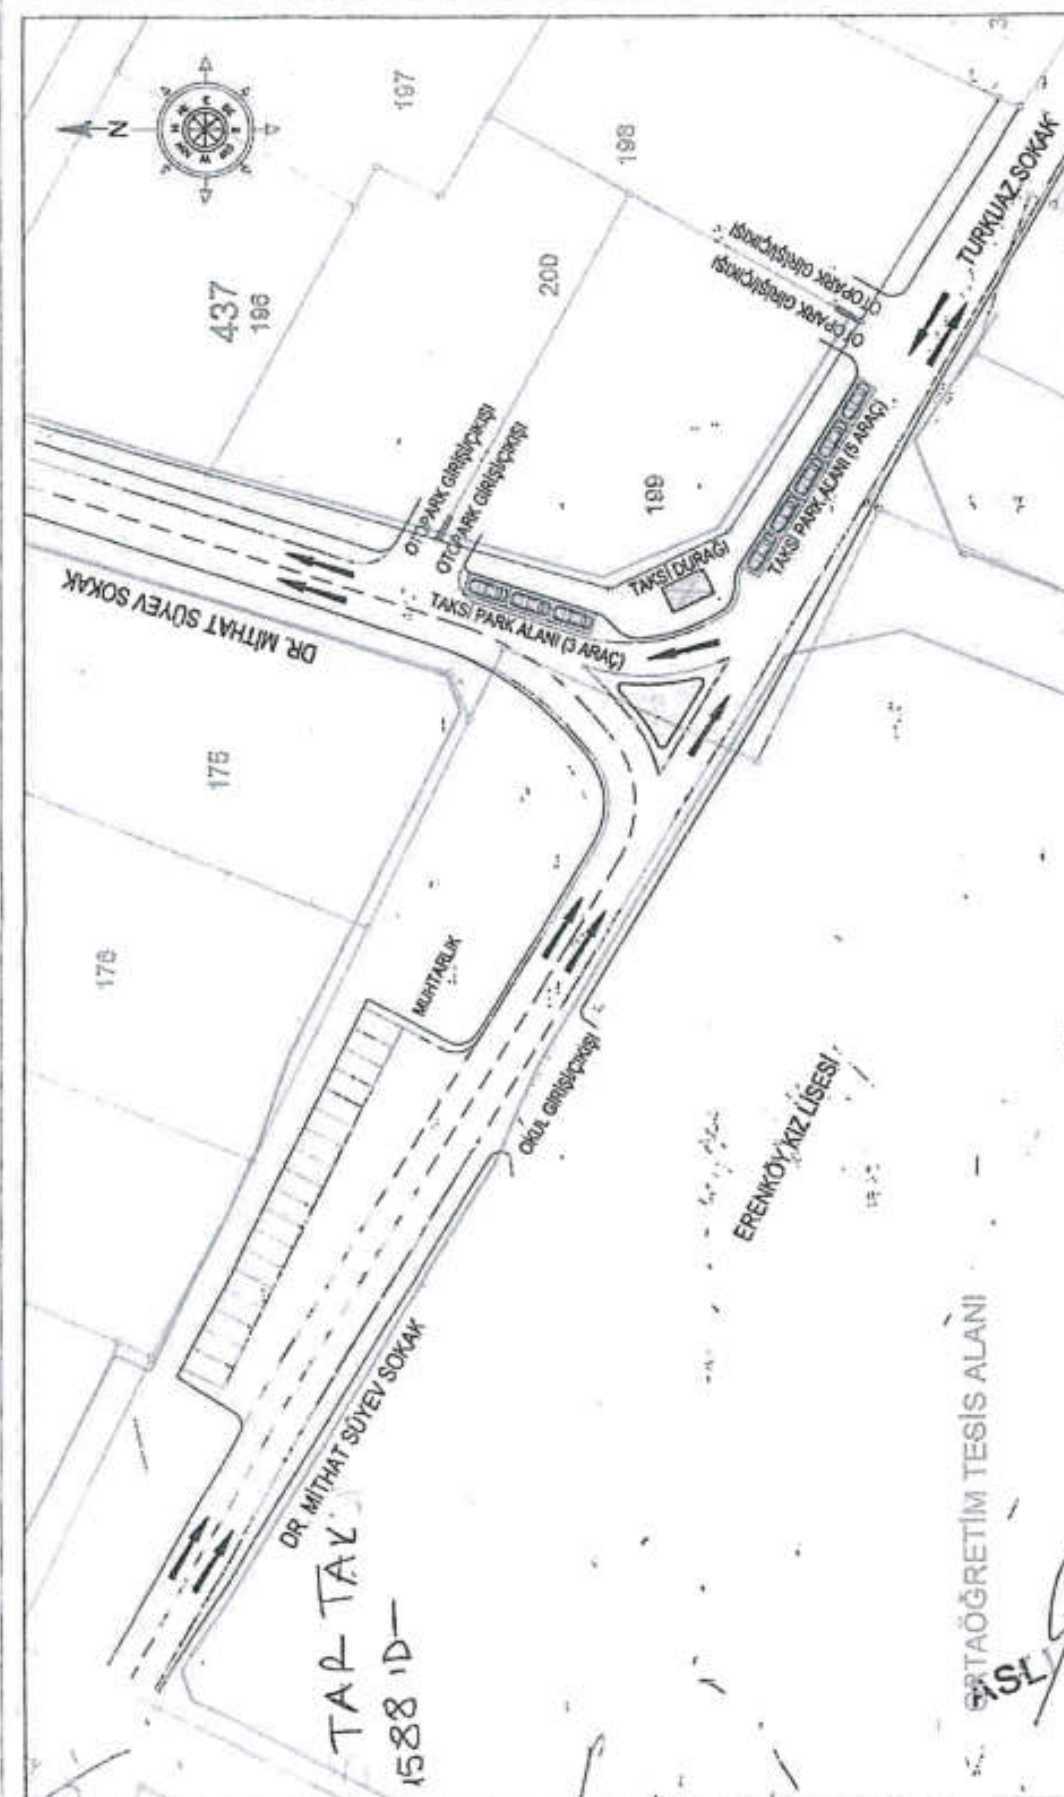 N
197
198
437
196
200
199
OTOPARK GİRİŞİ/ÇIKIŞI
OTOPARK GİRİŞİ/ÇIKIŞI
TURKUAZ SOKAK
OTOPARK GİRİŞİ/ÇIKIŞI
OTOPARK GİRİŞİ/ÇIKIŞI
TAKSİ PARK ALANI (5 ARAÇ)
TAKSİ DURAĞI
TAKSİ PARK ALANI (3 ARAÇ)
DR. MİTHAT SÜYEV SOKAK
175
176
MUHTARLIK
OKUL GİRİŞİ/ÇIKIŞI
ERENKÖY KIZ LİSESİ
DR. MİTHAT SÜYEV SOKAK
TAR TAK
1588 ID
ORTAÖĞRETİM TESİS ALANI
ASLI